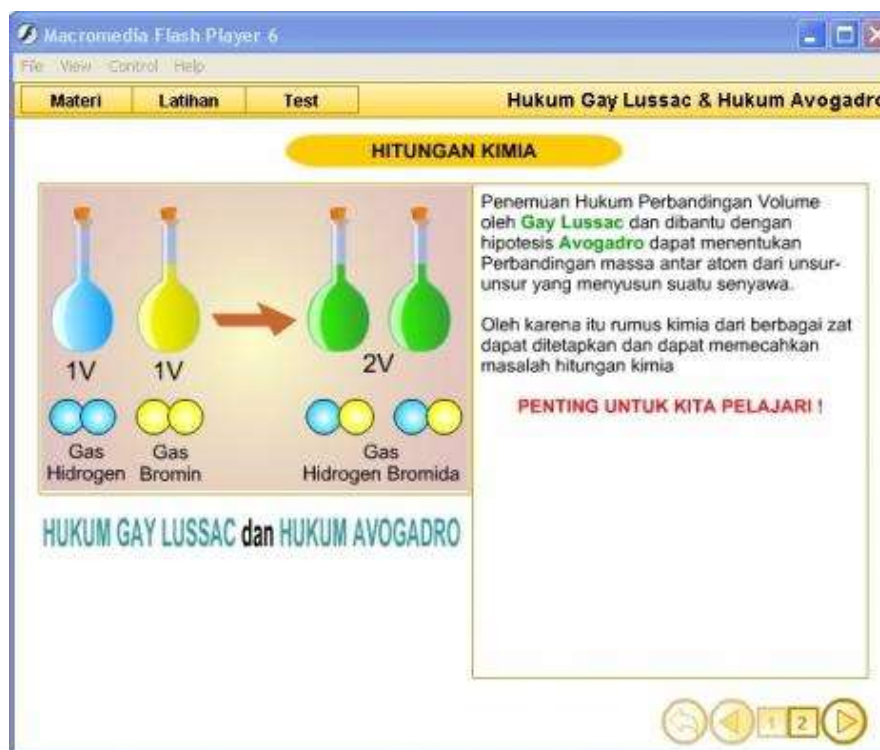 Macromedia Flash Player 6
File View Control Help
Materi Latihan Test Hukum Gay Lussac & Hukum Avogadro
HITUNGAN KIMIA
1V 1V 2V
Gas Hidrogen
Gas Bromin
Gas Hidrogen Bromida
HUKUM GAY LUSSAC dan HUKUM AVOGADRO
Penemuan Hukum Perbandingan Volume
oleh Gay Lussac dan dibantu dengan
hipotesis Avogadro dapat menentukan
Perbandingan massa antar atom dari unsur-
unsur yang menyusun suatu senyawa.
Oleh karena itu rumus kimia dari berbagai zat
dapat ditetapkan dan dapat memecahkan
masalah hitungan kimia
PENTING UNTUK KITA PELAJARI !
1 2